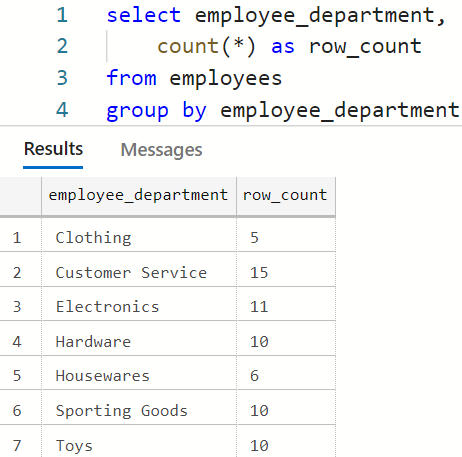 1 select employee_department,
2 count(*) as row_count
3 from employees
4 group by employee_department
Results Messages
employee_department row_count
1 Clothing 5
2 Customer Service 15
3 Electronics 11
4 Hardware 10
5 Housewares 6
6 Sporting Goods 10
7 Toys 10